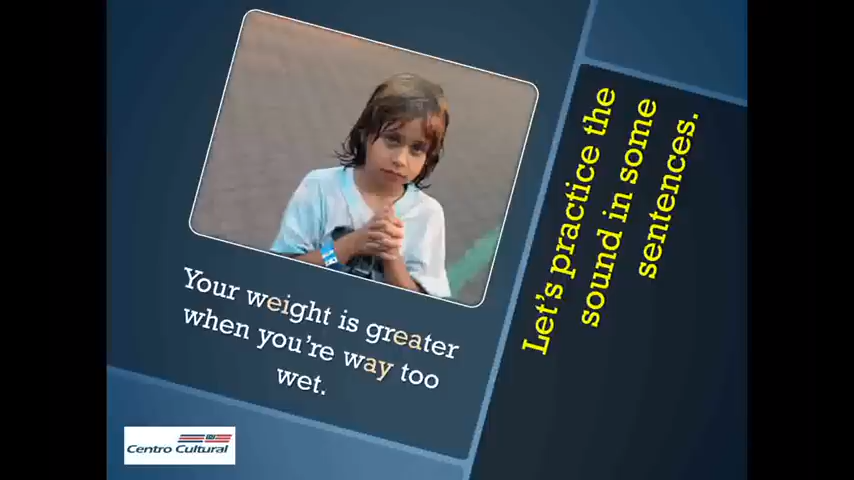 Your weight is greater
when you're way too
wet.
Let's practice the
sound in some
sentences.
Centro Cultural